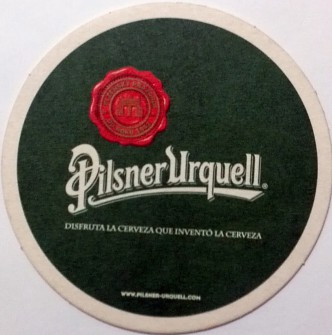 Pilsner Urquell®
DISFRUTA LA CERVEZA QUE INVENTÓ LA CERVEZA
WWW.PILSNER-URQUELL.COM